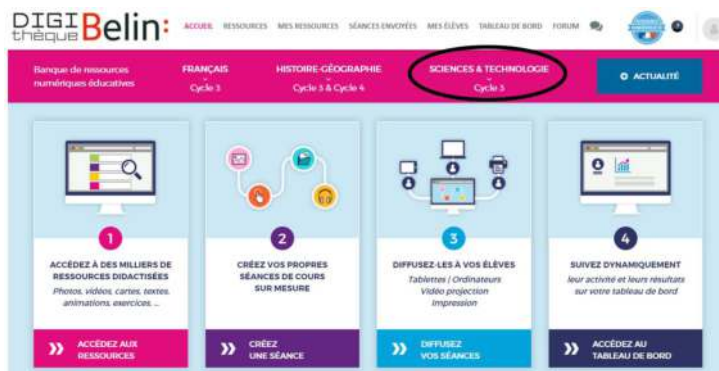 DIGI
thèque Belin:
ACCUEIL RESSOURCES MES RESSOURCES SÉANCES ENVOYÉES MES ÉLÈVES TABLEAU DE BORD FORUM
Banque de ressources
numériques éducatives
FRANÇAIS
Cycle 3
HISTOIRE-GÉOGRAPHIE
Cycle 3 & Cycle 4
SCIENCES & TECHNOLOGIE
Cycle 3
ACTUALITÉ
1
ACCÉDEZ À DES MILLIERS DE
RESSOURCES DIDACTISÉES
Photos, vidéos, cartes, textes,
animations, exercices, ...
ACCÉDEZ AUX
RESSOURCES
2
CRÉEZ VOS PROPRES
SÉANCES DE COURS
SUR MESURE
CRÉEZ
UNE SÉANCE
3
DIFFUSEZ-LES À VOS ÉLÈVES
Tablettes / Ordinateurs
Vidéo projection
Impression
DIFFUSEZ
VOS SÉANCES
4
SUIVEZ DYNAMIQUEMENT
leur activité et leurs résultats
sur votre tableau de bord
ACCÉDEZ AU
TABLEAU DE BORD